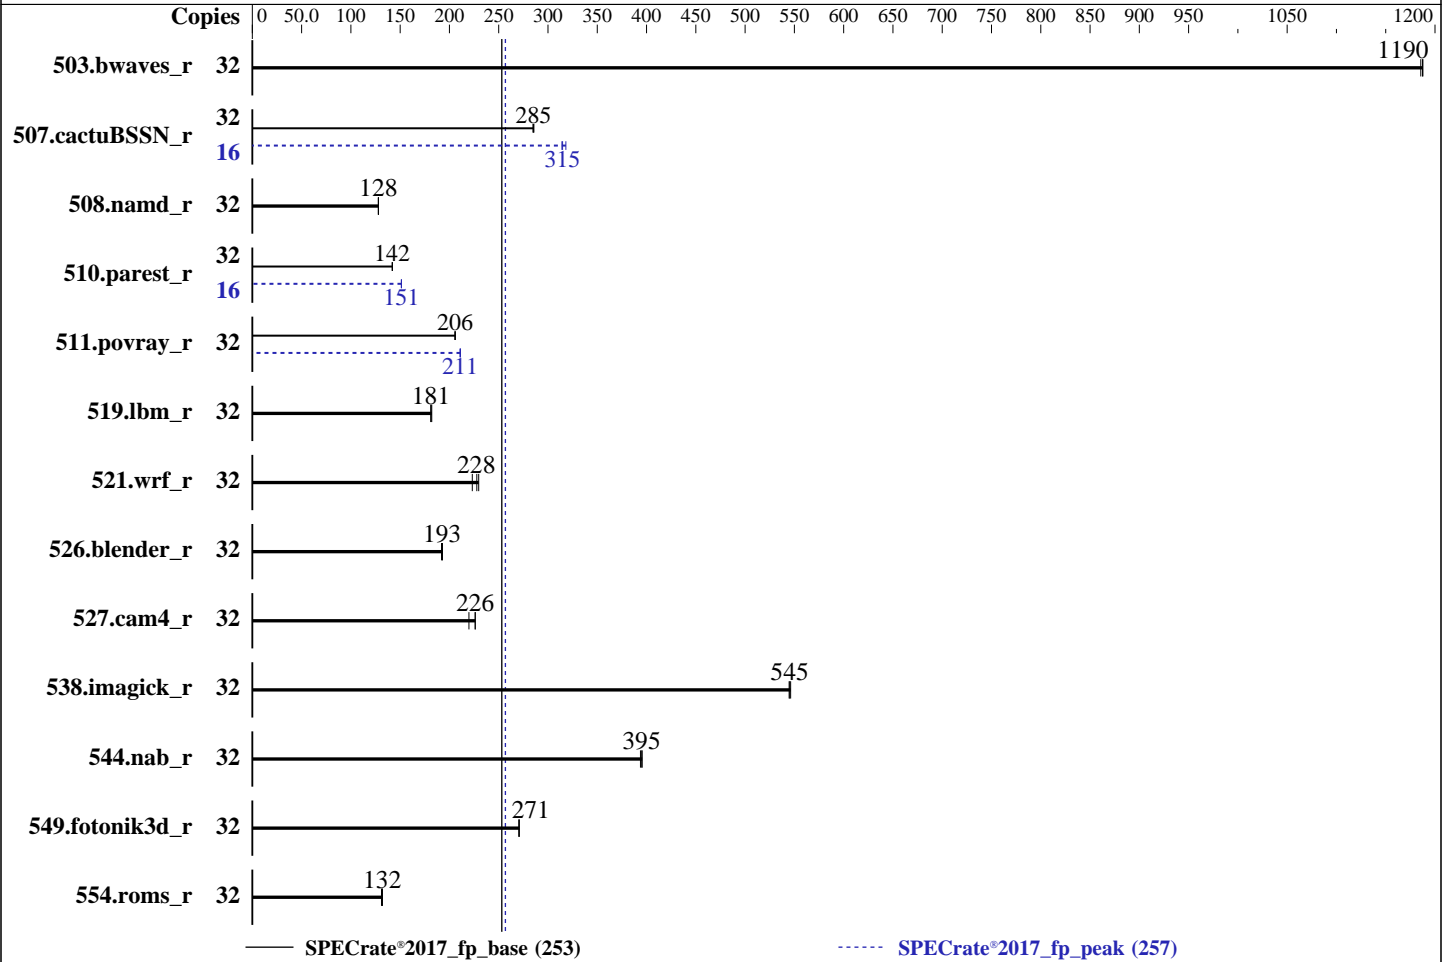 Copies 0 50.0 100 150 200 250 300 350 400 450 500 550 600 650 700 750 800 850 900 950 1050 1200
503.bwaves_r 32 1190
507.cactuBSSN_r 32 285
16 315
508.namd_r 32 128
510.parest_r 32 142
16 151
511.povray_r 32 206
211
519.lbm_r 32 181
521.wrf_r 32 228
526.blender_r 32 193
527.cam4_r 32 226
538.imagick_r 32 545
544.nab_r 32 395
549.fotonik3d_r 32 271
554.roms_r 32 132
SPECrate®2017_fp_base (253) SPECrate®2017_fp_peak (257)